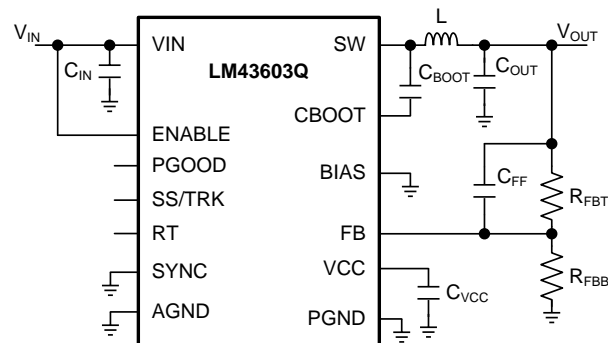 VIN
VIN
SW
L
VOUT
CIN
LM43603Q
CBOOT
COUT
CBOOT
ENABLE
PGOOD
BIAS
CFF
SS/TRK
RFBT
RT
FB
SYNC
VCC
RFBB
CVCC
AGND
PGND